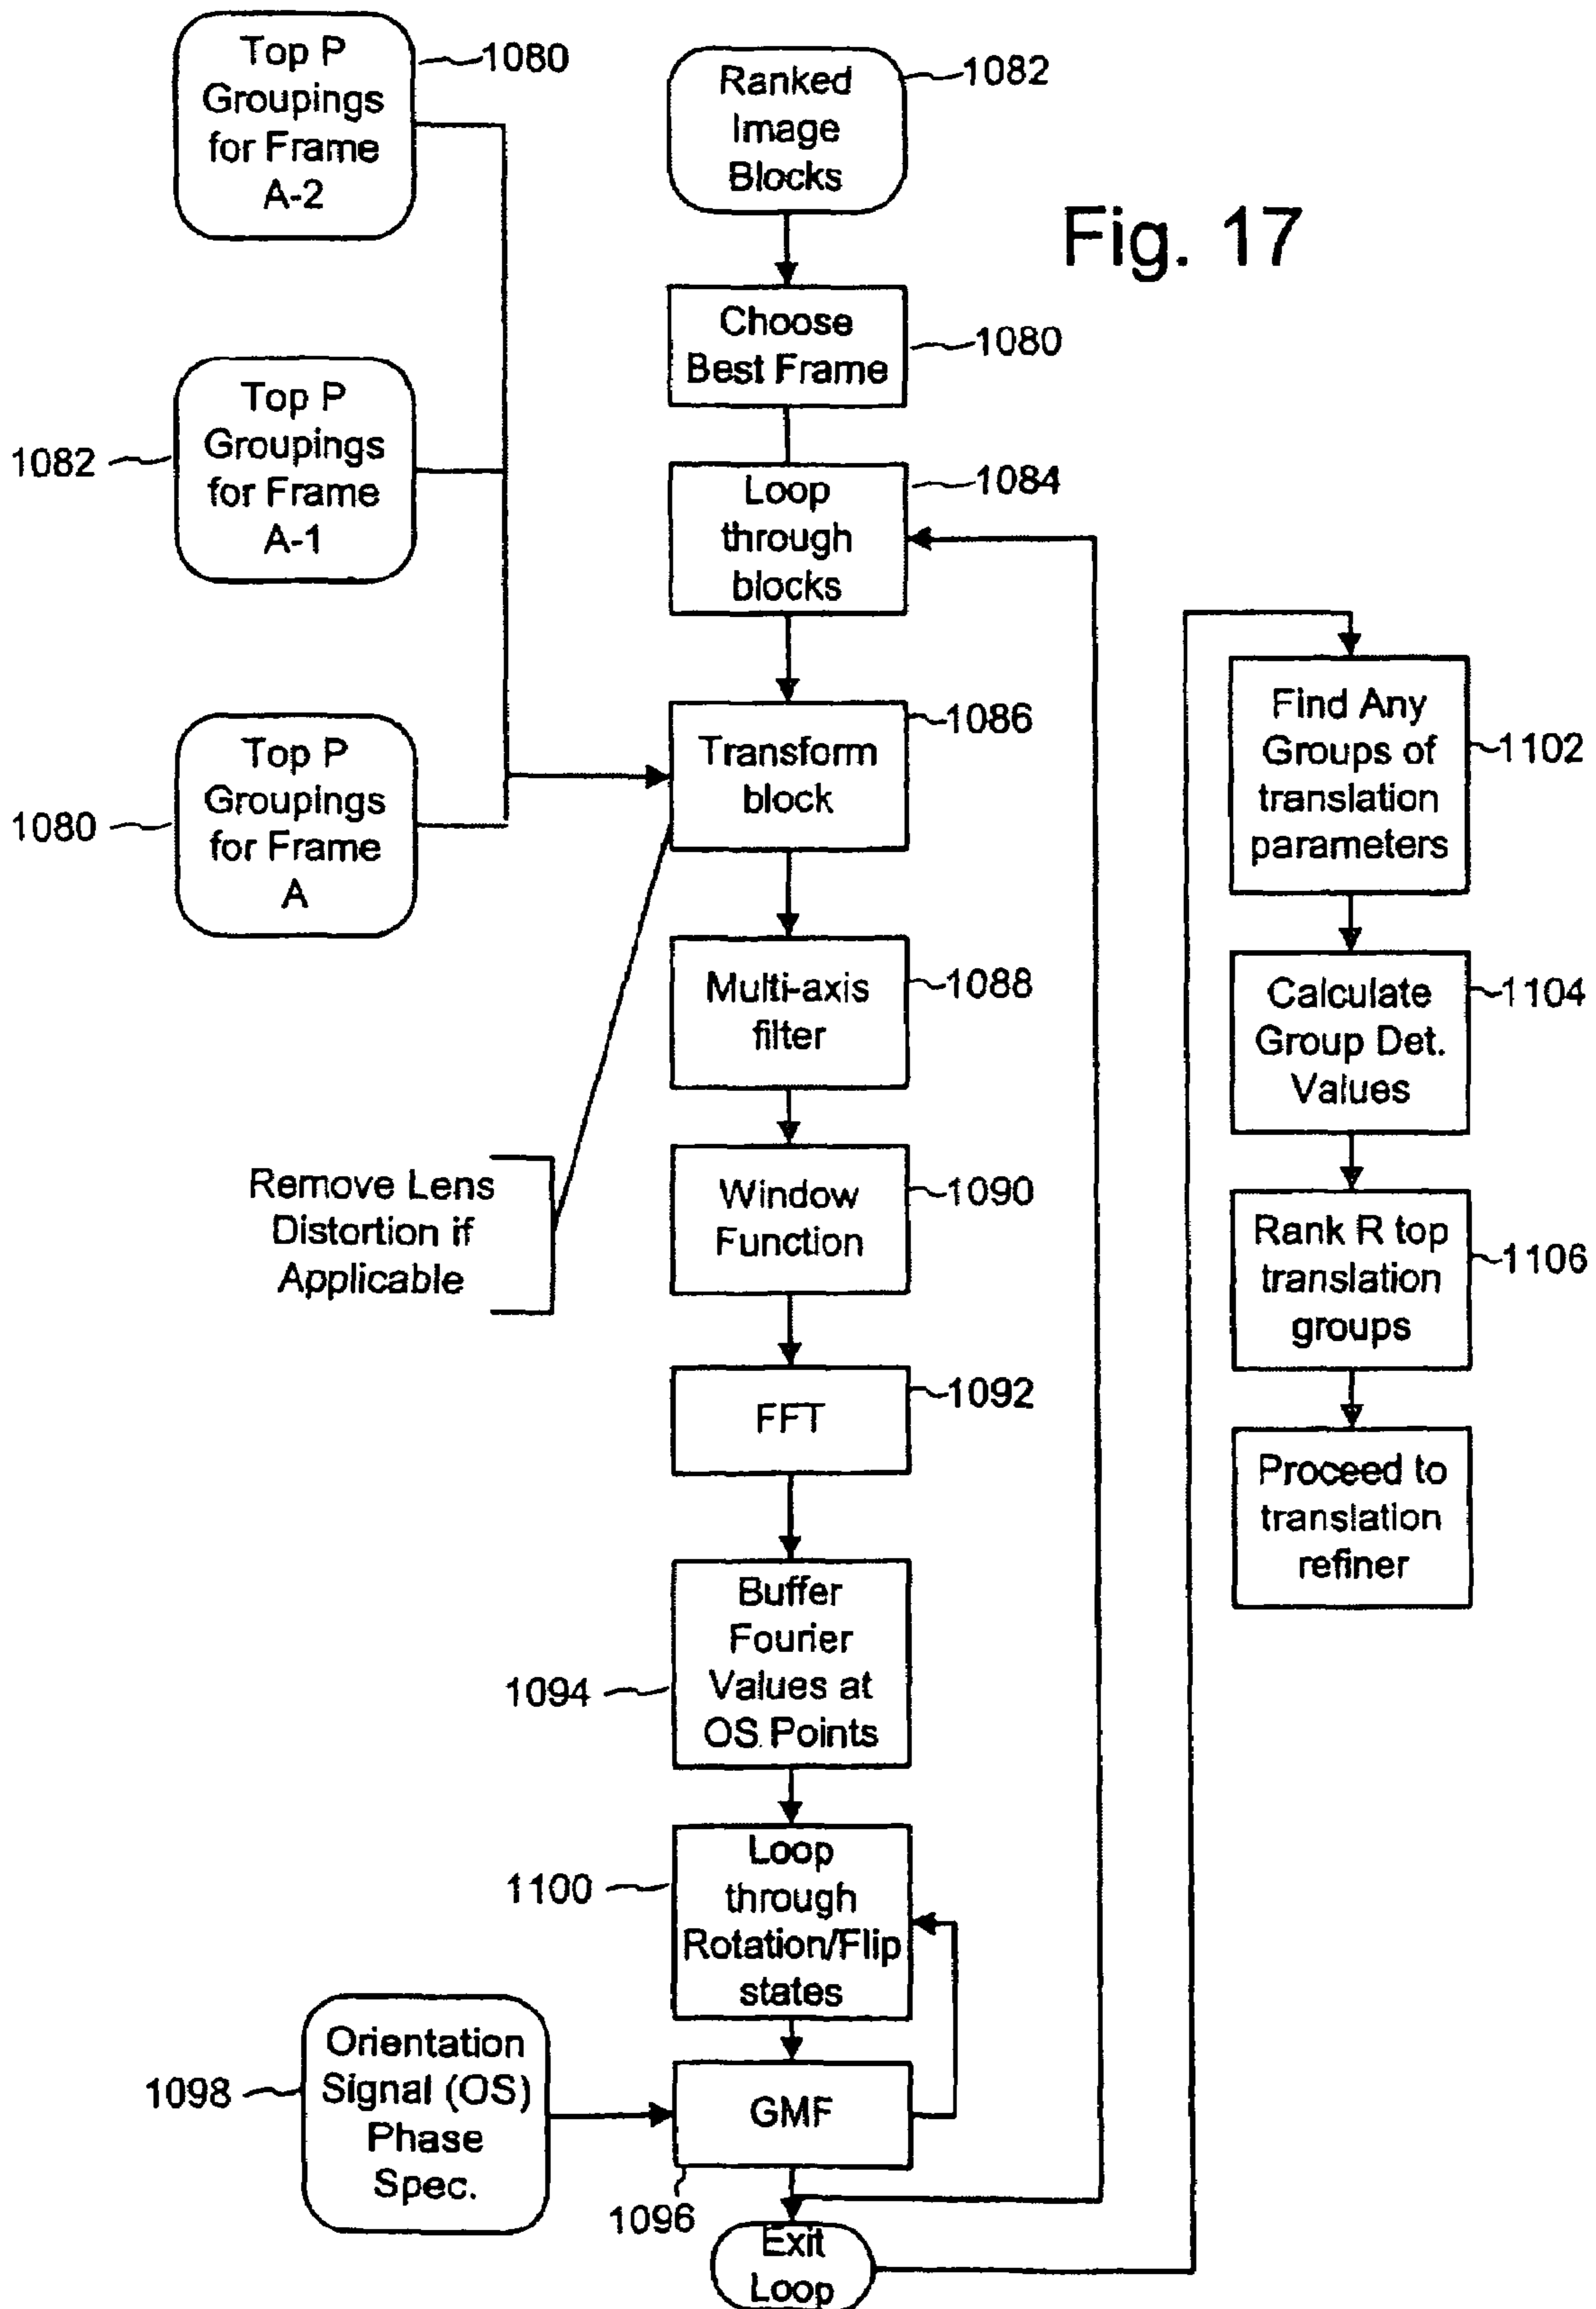 Top P
Groupings
for Frame
A-2
1080
Ranked
Image
Blocks
1082
Fig. 17
Choose
Best Frame
1080
Top P
Groupings
for Frame
A-1
1082
Loop
through
blocks
1084
Top P
Groupings
for Frame
A
1080
Transform
block
1086
Multi-axis
filter
1088
Remove Lens
Distortion if
Applicable
Window
Function
1090
FFT
1092
Buffer
Fourier
Values at
OS Points
1094
Loop
through
Rotation/Flip
states
1100
Orientation
Signal (OS)
Phase
Spec.
1098
GMF
1096
Exit
Loop
Find Any
Groups of
translation
parameters
1102
Calculate
Group Det.
Values
1104
Rank R top
translation
groups
1106
Proceed to
translation
refiner